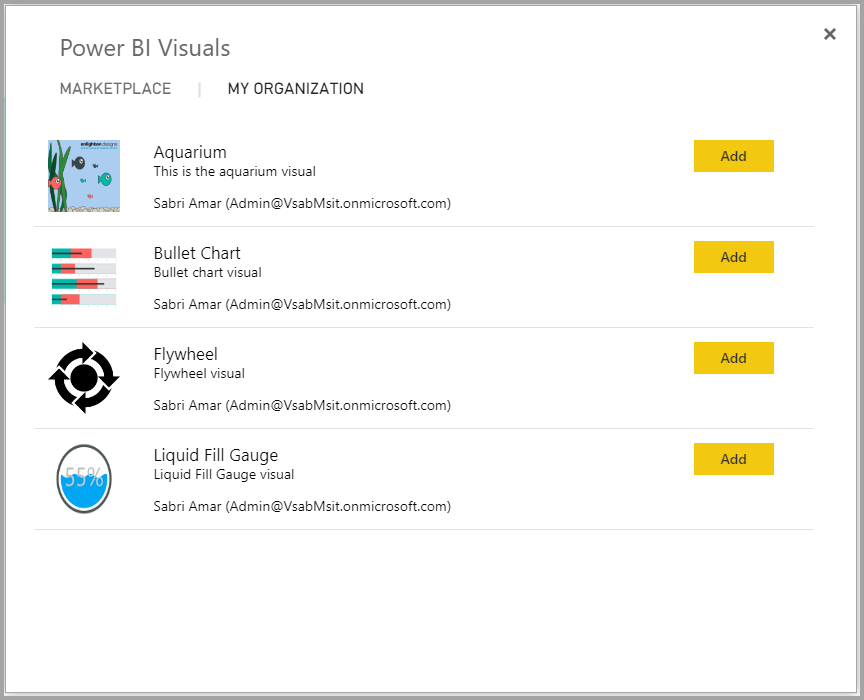 Power BI Visuals
MARKETPLACE | MY ORGANIZATION
enlighten designs
Aquarium
Add
This is the aquarium visual
Sabri Amar (Admin@VsabMsit.onmicrosoft.com)
Bullet Chart
Add
Bullet chart visual
Sabri Amar (Admin@VsabMsit.onmicrosoft.com)
Flywheel
Add
Flywheel visual
Sabri Amar (Admin@VsabMsit.onmicrosoft.com)
Liquid Fill Gauge
Add
55%
Liquid Fill Gauge visual
Sabri Amar (Admin@VsabMsit.onmicrosoft.com)